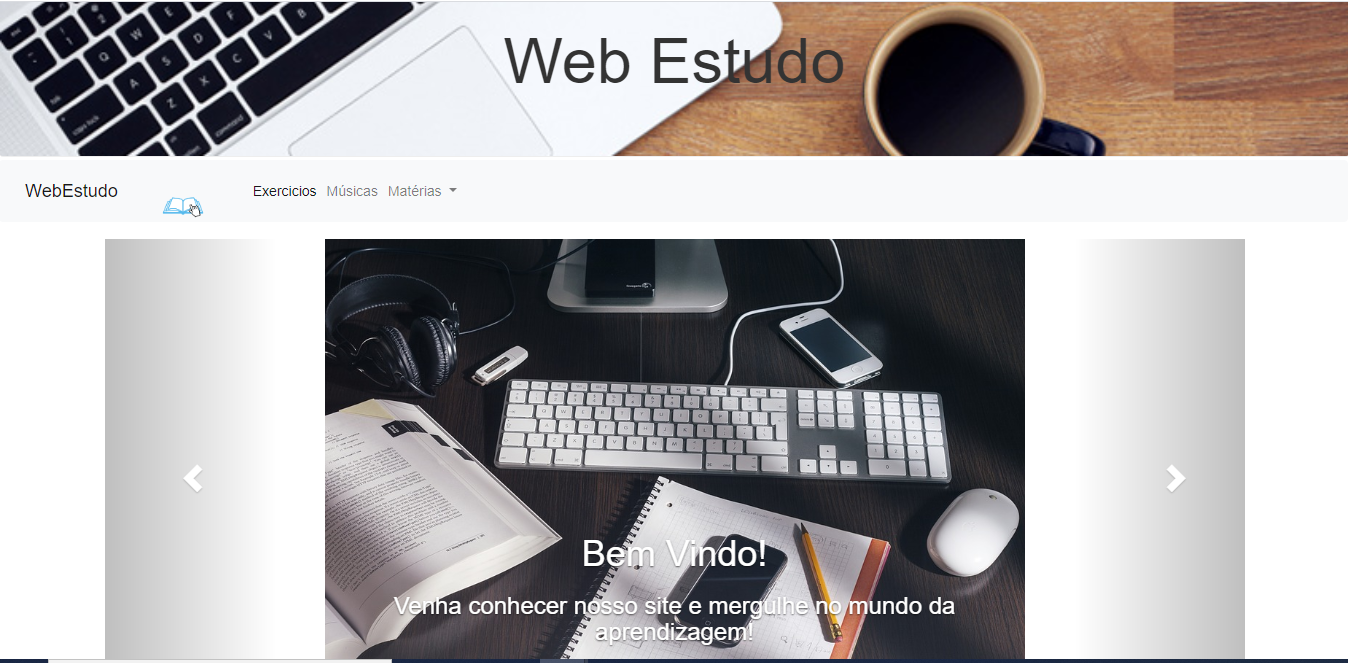 Web Estudo
WebEstudo
Exercicios Músicas Matérias
Bem Vindo!
Venha conhecer nosso site e mergulhe no mundo da
aprendizagem!